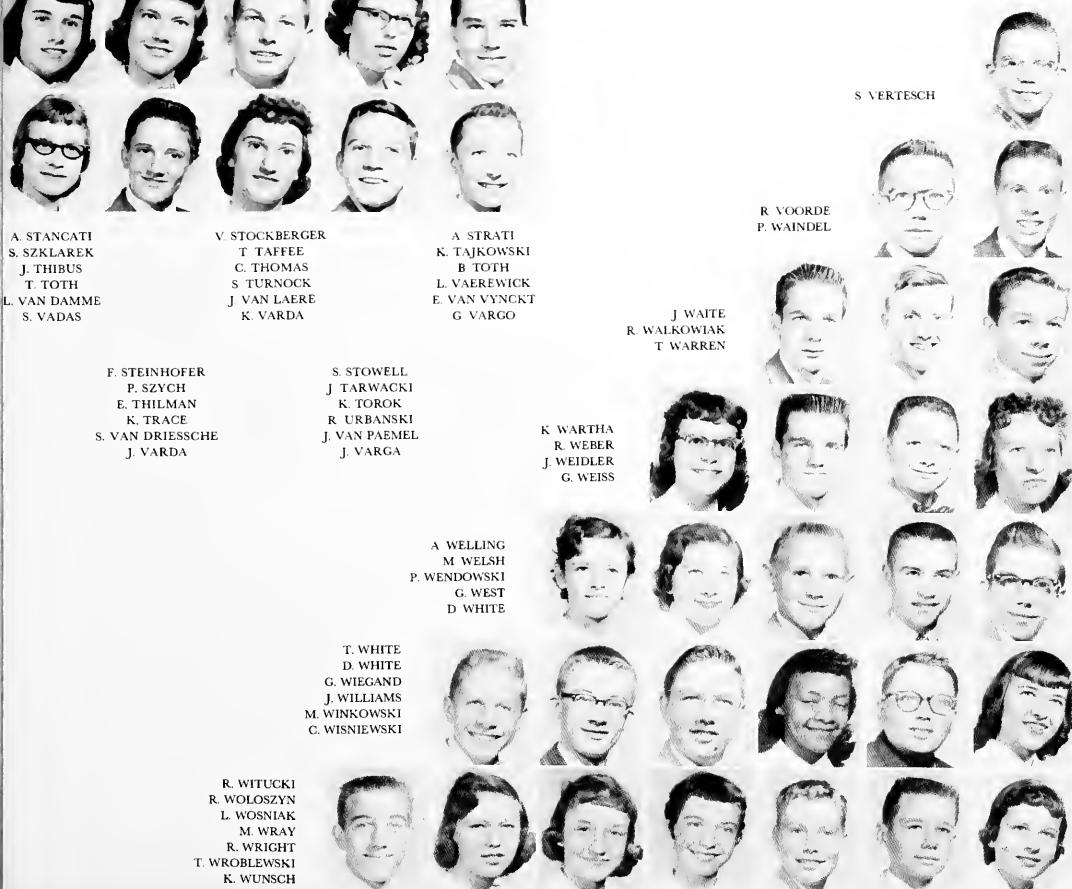 S VERTESCH
R VOORDE
P. WAINDEL
A. STANCATI
S. SZKLAREK
J. THIBUS
T. TOTH
L. VAN DAMME
S. VADAS
V. STOCKBERGER
T TAFFEE
C. THOMAS
S TURNOCK
J. VAN LAERE
K. VARDA
A STRATI
K. TAJKOWSKI
B TOTH
L. VAEREWICK
E. VAN VYNCKT
G VARGO
J WAITE
R. WALKOWIAK
T WARREN
F. STEINHOFER
P. SZYCH
E. THILMAN
K. TRACE
S. VAN DRIESSCHE
J. VARDA
S. STOWELL
J TARWACKI
K. TOROK
R URBANSKI
J. VAN PAEMEL
J. VARGA
K WARTHA
R. WEBER
J. WEIDLER
G. WEISS
A WELLING
M WELSH
P. WENDOWSKI
G. WEST
D WHITE
T. WHITE
D. WHITE
G. WIEGAND
J. WILLIAMS
M. WINKOWSKI
C. WISNIEWSKI
R. WITUCKI
R. WOLOSZYN
L. WOSNIAK
M. WRAY
R. WRIGHT
T. WROBLEWSKI
K. WUNSCH